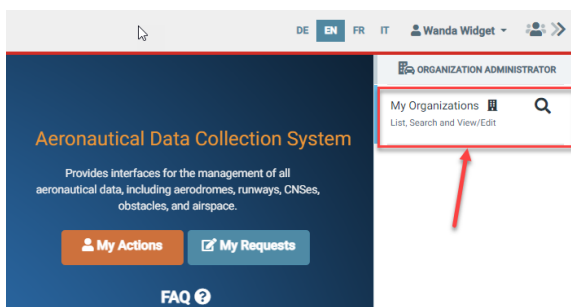 DE EN FR IT Wanda Widget
ORGANIZATION ADMINISTRATOR
My Organizations
List, Search and View/Edit
Aeronautical Data Collection System
Provides interfaces for the management of all
aeronautical data, including aerodromes, runways, CNSes,
obstacles, and airspace.
My Actions My Requests
FAQ